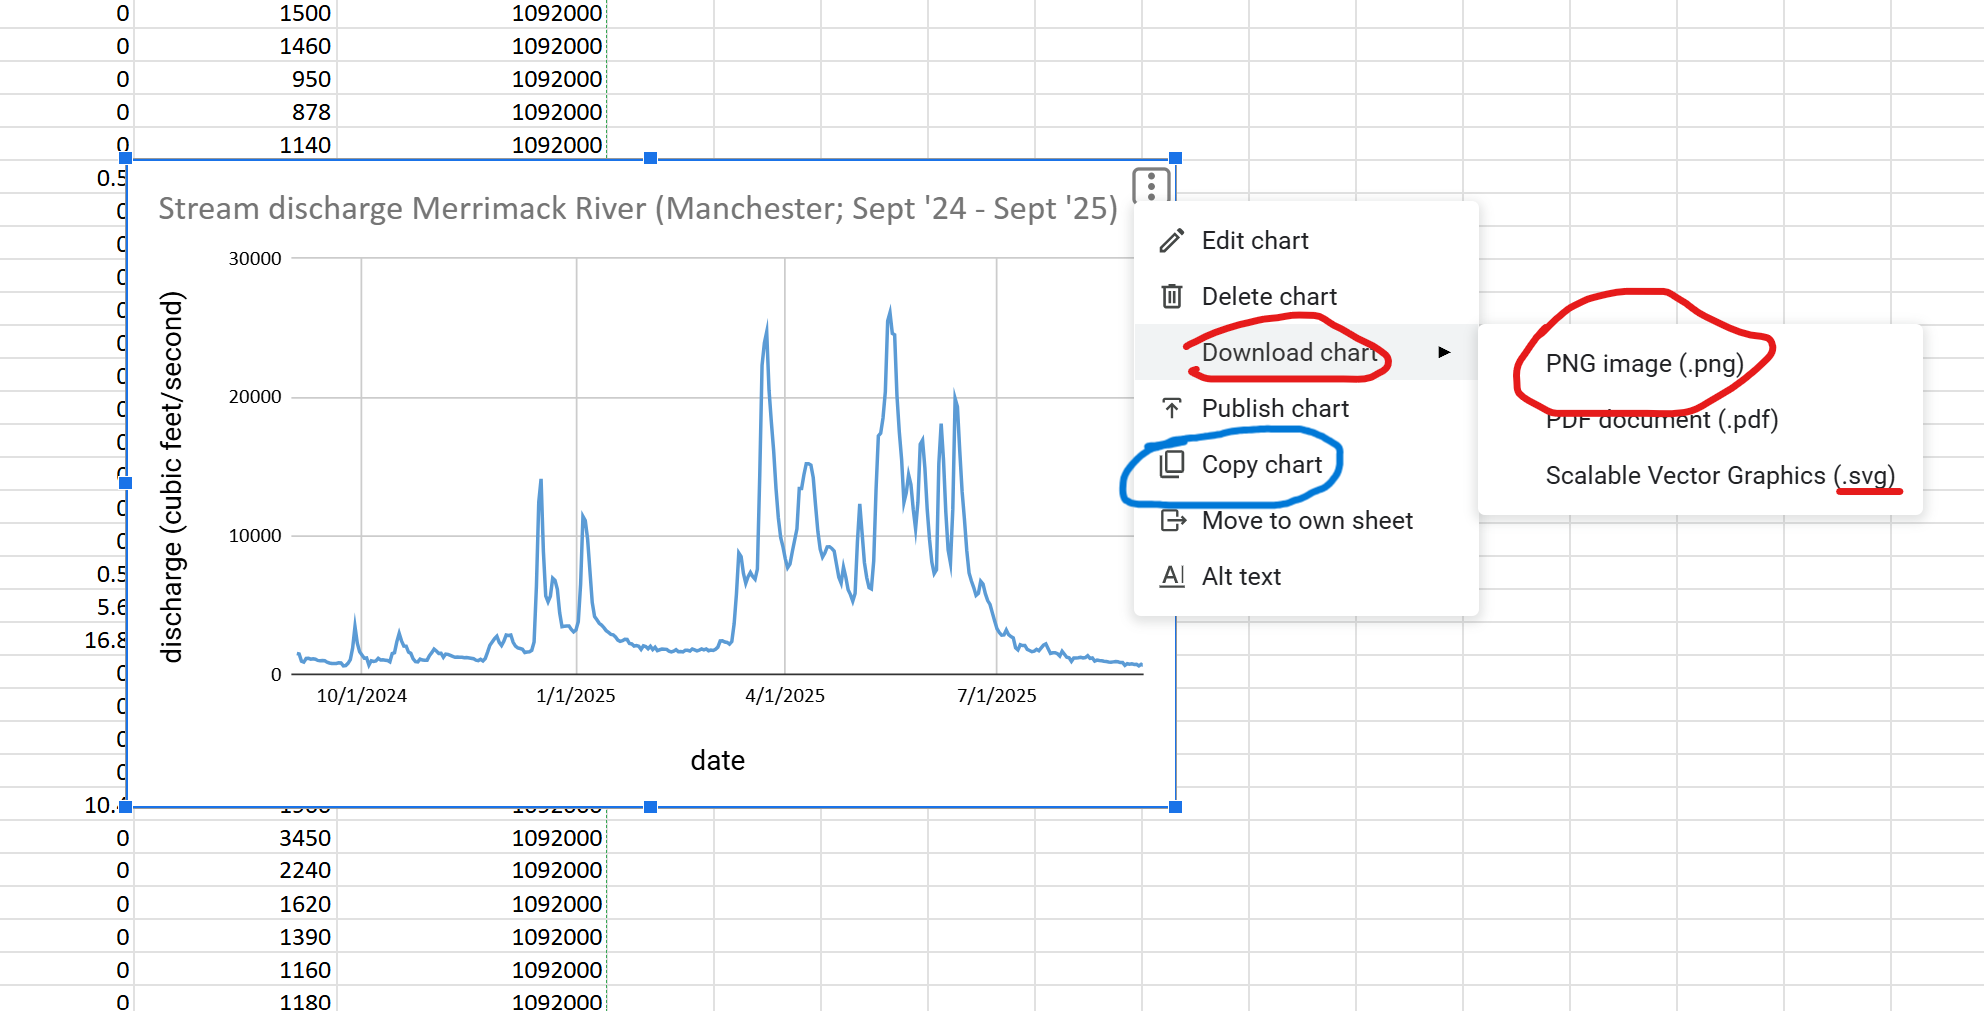 0 1500 1092000
0 1460 1092000
0 950 1092000
0 878 1092000
0 1140 1092000
0.5
0
Stream discharge Merrimack River (Manchester; Sept '24 - Sept '25)
0
Edit chart
30000
0
Delete chart
0
0
Download chart
PNG image (.png)
0
20000
0
Publish chart
PDF document (.pdf)
0
discharge (cubic feet/second)
Copy chart
Scalable Vector Graphics (.svg)
0
0
Move to own sheet
10000
0
0.5
Alt text
5.6
16.8
0
0
10/1/2024 1/1/2025 4/1/2025 7/1/2025
0
0
date
0
10.
0 3450 1092000
0 2240 1092000
0 1620 1092000
0 1390 1092000
0 1160 1092000
0 1180 1092000